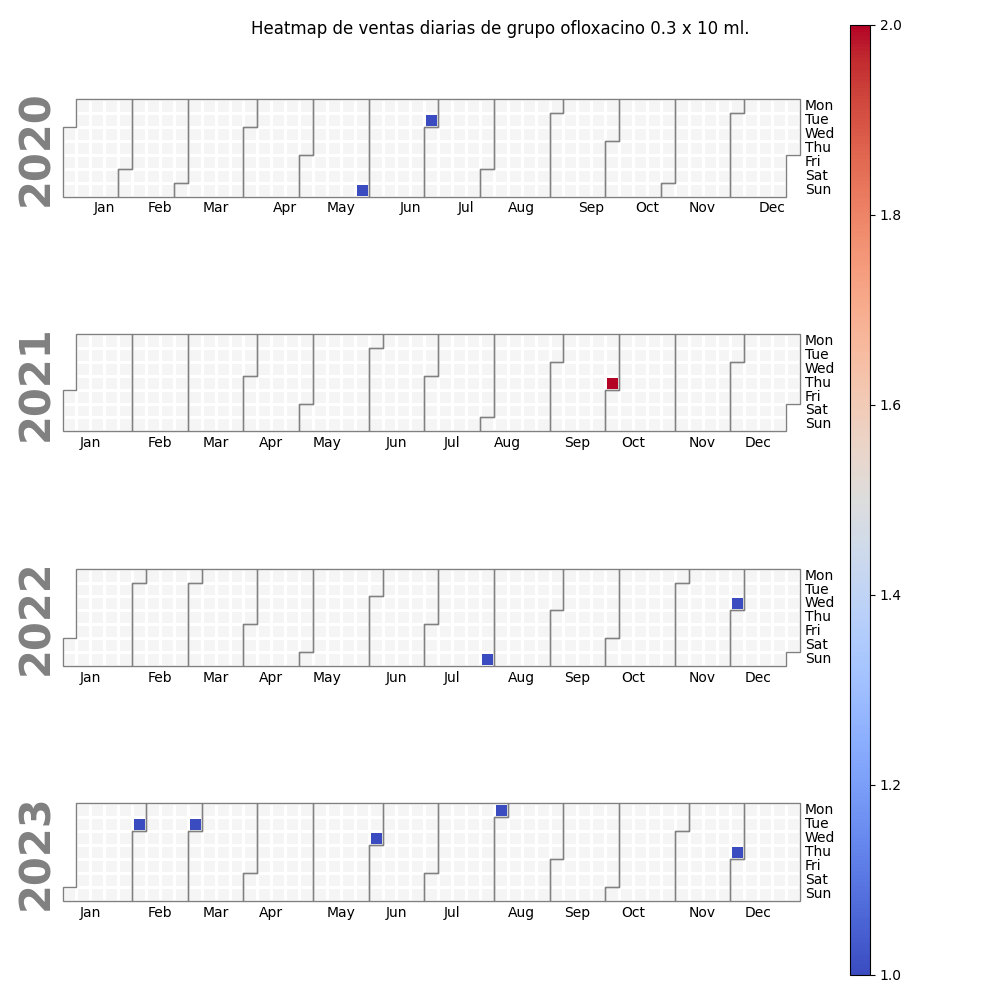 Heatmap de ventas diarias de grupo ofloxacino 0.3 x 10 ml.
2020
Mon
Tue
Wed
Thu
Fri
Sat
Sun
Jan Feb Mar Apr May Jun Jul Aug Sep Oct Nov Dec
2021
Mon
Tue
Wed
Thu
Fri
Sat
Sun
Jan Feb Mar Apr May Jun Jul Aug Sep Oct Nov Dec
2022
Mon
Tue
Wed
Thu
Fri
Sat
Sun
Jan Feb Mar Apr May Jun Jul Aug Sep Oct Nov Dec
2023
Mon
Tue
Wed
Thu
Fri
Sat
Sun
Jan Feb Mar Apr May Jun Jul Aug Sep Oct Nov Dec
2.0
1.8
1.6
1.4
1.2
1.0